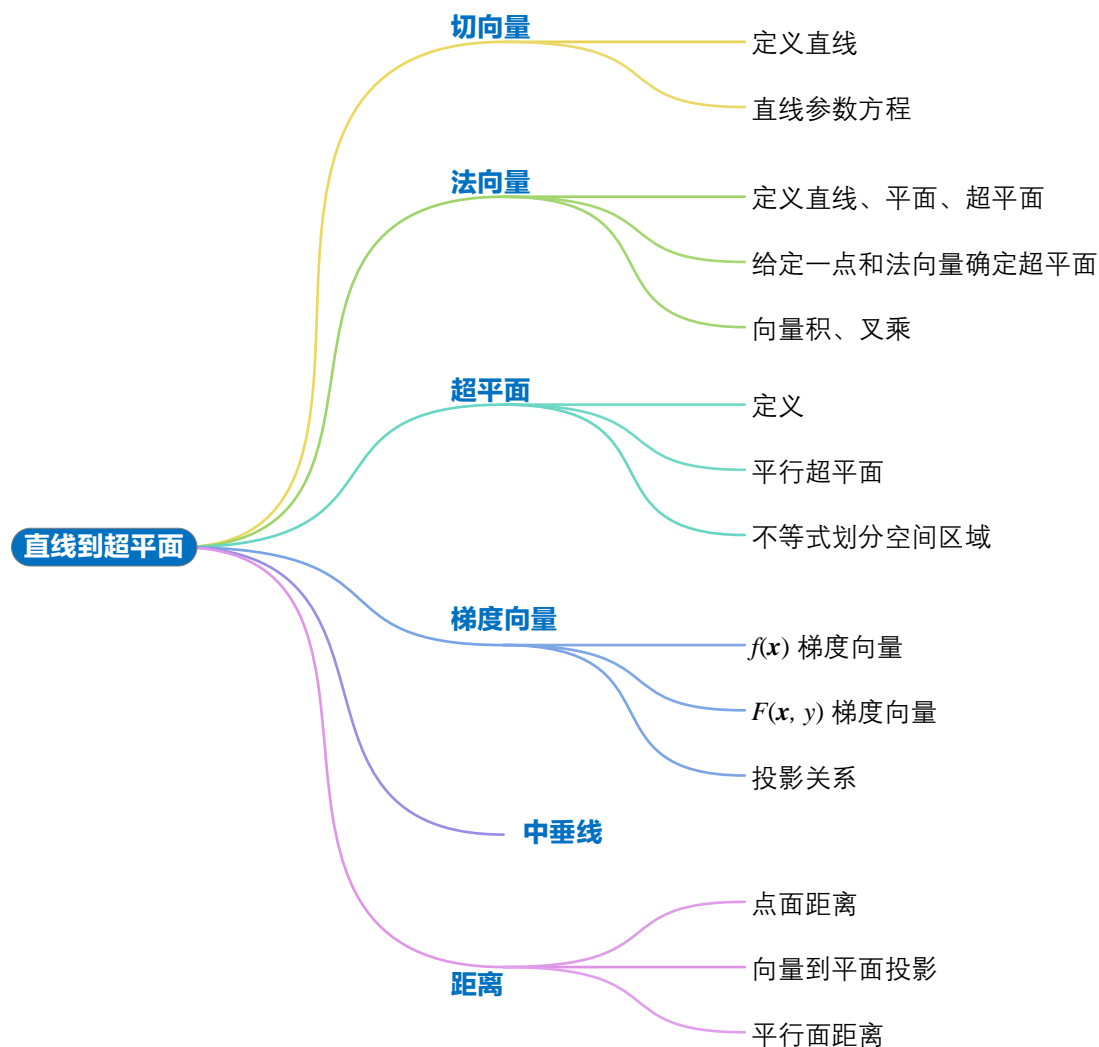 直线到超平面
切向量
定义直线
直线参数方程
法向量
定义直线、平面、超平面
给定一点和法向量确定超平面
向量积、叉乘
超平面
定义
平行超平面
不等式划分空间区域
梯度向量
f(x) 梯度向量
F(x, y) 梯度向量
投影关系
中垂线
距离
点面距离
向量到平面投影
平行面距离